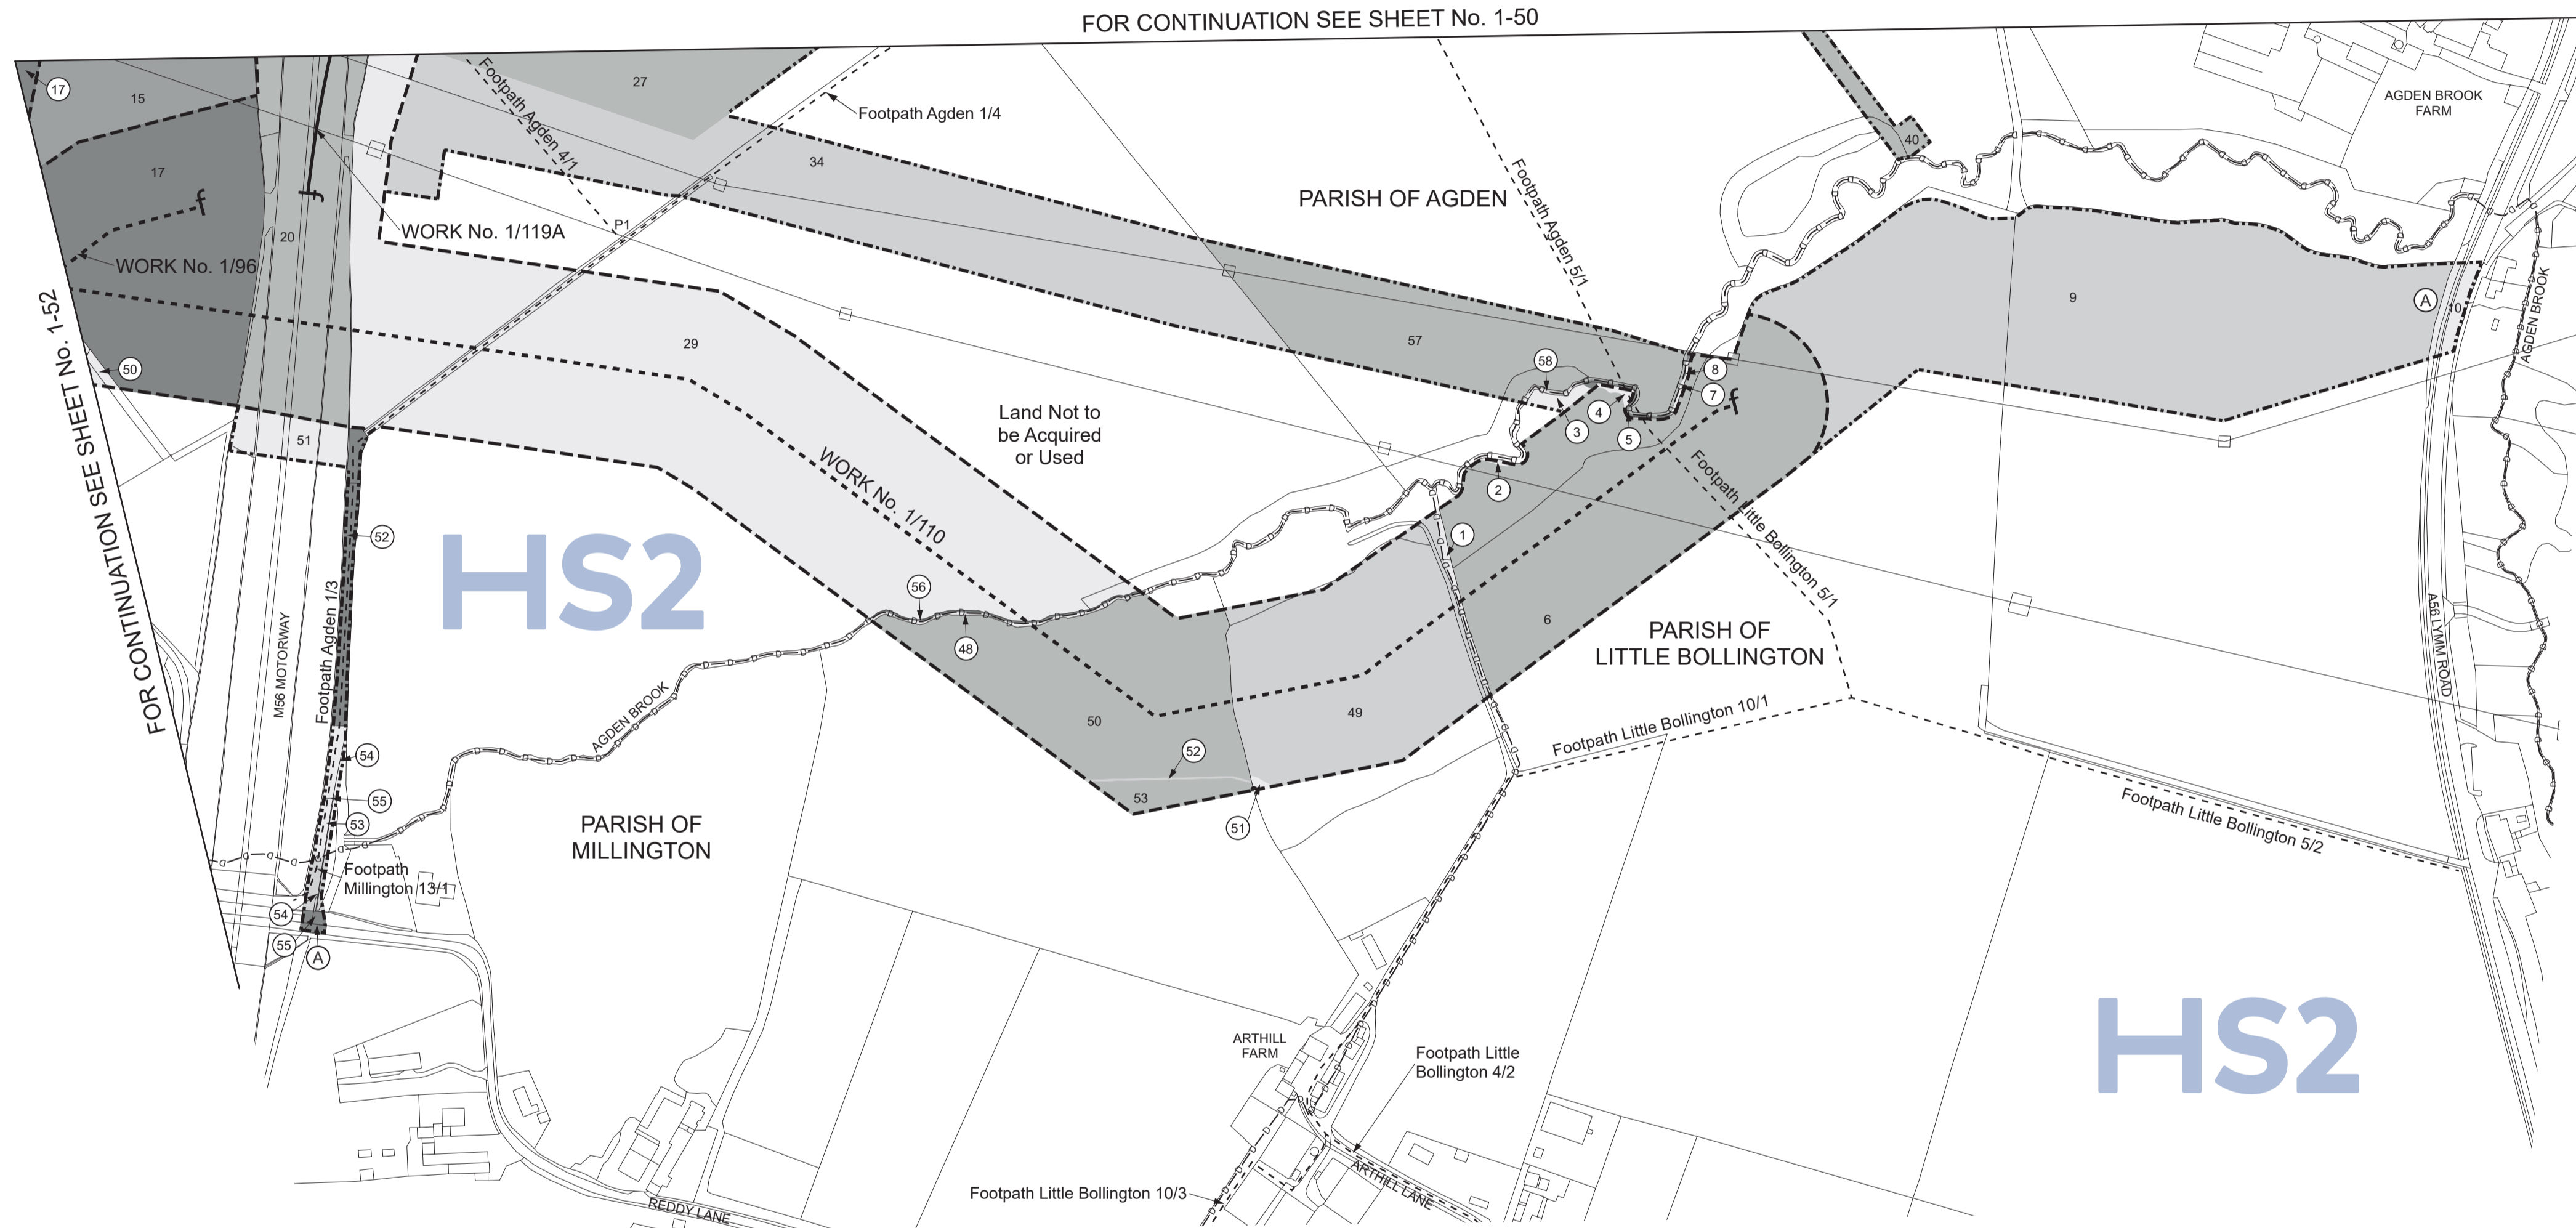 FOR CONTINUATION SEE SHEET No. 1-50
17
15
27
Footpath Agden 4/1
Footpath Agden 1/4
40
AGDEN BROOK
FARM
17
34
PARISH OF AGDEN
Footpath Agden 5/1
f
f
P1
20
WORK No. 1/119A
WORK No. 1/96
9
A
10
AGDEN BROOK
FOR CONTINUATION SEE SHEET No. 1-52
50
29
57
58
8
7
f
4
3
5
51
Land Not to
be Acquired
or Used
WORK No. 1/110
2
Footpath Little Bollington 5/1
52
HS2
1
56
48
6
PARISH OF
LITTLE BOLLINGTON
A56 LYMM ROAD
M56 MOTORWAY
Footpath Agden 1/3
AGDEN BROOK
50
49
Footpath Little Bollington 10/1
54
52
55
53
53
51
Footpath Little Bollington 5/2
PARISH OF
MILLINGTON
Footpath
Millington 13/1
54
55
A
ARTHILL
FARM
Footpath Little
Bollington 4/2
HS2
ARTHILL LANE
Footpath Little Bollington 10/3
REDDY LANE